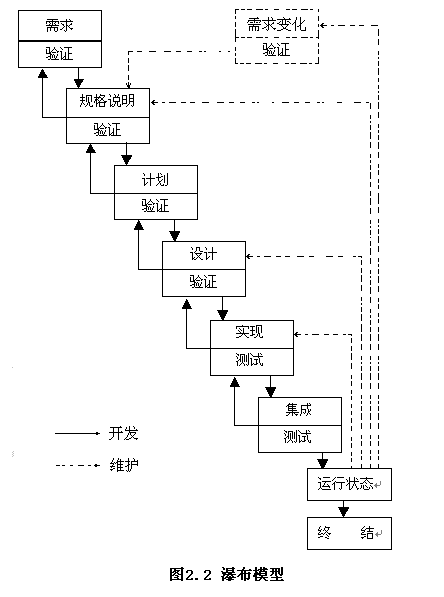 需求
验证
需求变化
验证
规格说明
验证
计划
验证
设计
验证
实现
测试
集成
测试
开发
维护
运行状态↵
终 结↵
图2.2 瀑布模型